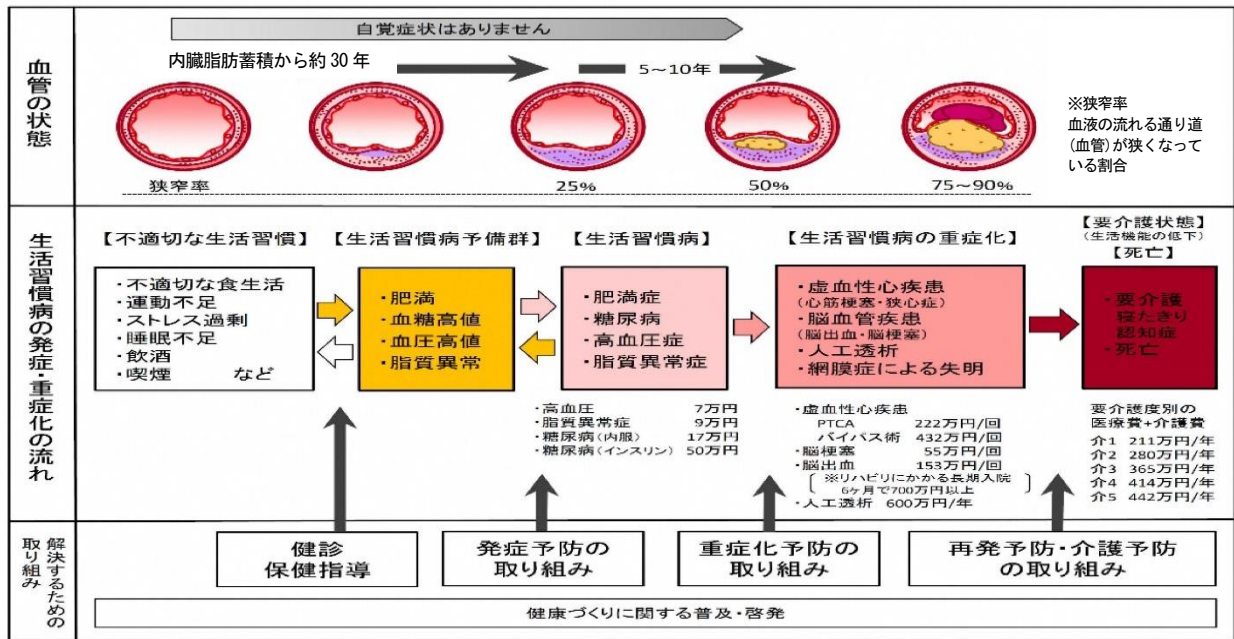 血管の状態
自覚症状はありません
内臓脂肪蓄積から約30年
5~10年
狭窄率
25%
50%
75~90%
※狭窄率
血液の流れる通り道
(血管)が狭くなって
いる割合
生活習慣病の発症・重症化の流れ
【不適切な生活習慣】
・不適切な食生活
・運動不足
・ストレス過剰
・睡眠不足
・飲酒
・喫煙 など
【生活習慣病予備群】
・肥満
・血糖高値
・血圧高値
・脂質異常
【生活習慣病】
・肥満症
・糖尿病
・高血圧症
・脂質異常症
・高血圧 7万円
・脂質異常症 9万円
・糖尿病(内服) 17万円
・糖尿病(インスリン) 50万円
【生活習慣病の重症化】
・虚血性心疾患
(心筋梗塞・狭心症)
・脳血管疾患
(脳出血・脳梗塞)
・人工透析
・網膜症による失明
・虚血性心疾患
PTCA 222万円/回
バイパス術 432万円/回
・脳梗塞 55万円/回
・脳出血 153万円/回
※リハビリにかかる長期入院
6ヶ月で700万円以上
・人工透析 600万円/年
【要介護状態】
(生活機能の低下)
【死亡】
・要介護
寝たきり
認知症
・死亡
要介護度別の
医療費+介護費
介1 211万円/年
介2 280万円/年
介3 365万円/年
介4 414万円/年
介5 442万円/年
解決するための
取り組み
健診
保健指導
発症予防の
取り組み
重症化予防の
取り組み
再発予防・介護予防
の取り組み
健康づくりに関する普及・啓発